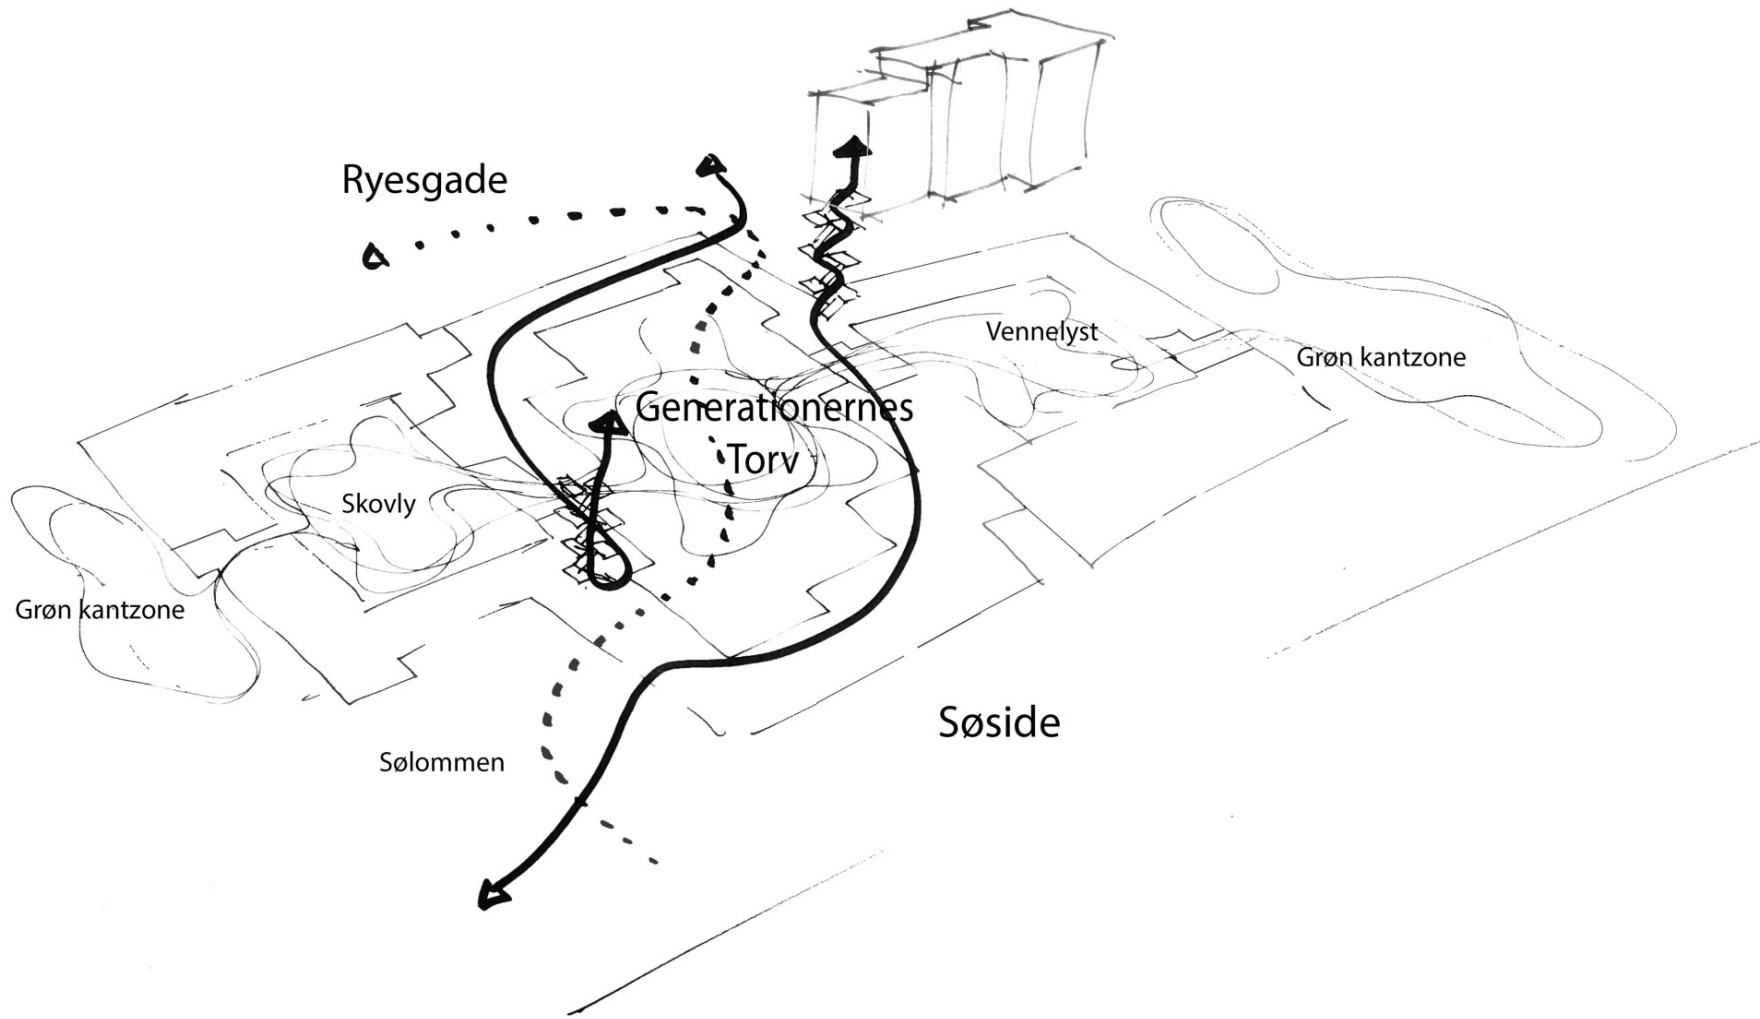 Ryesgade
Vennelyst
Grøn kantzone
Generationernes
Torv
Skovly
Grøn kantzone
Søside
Sølommen